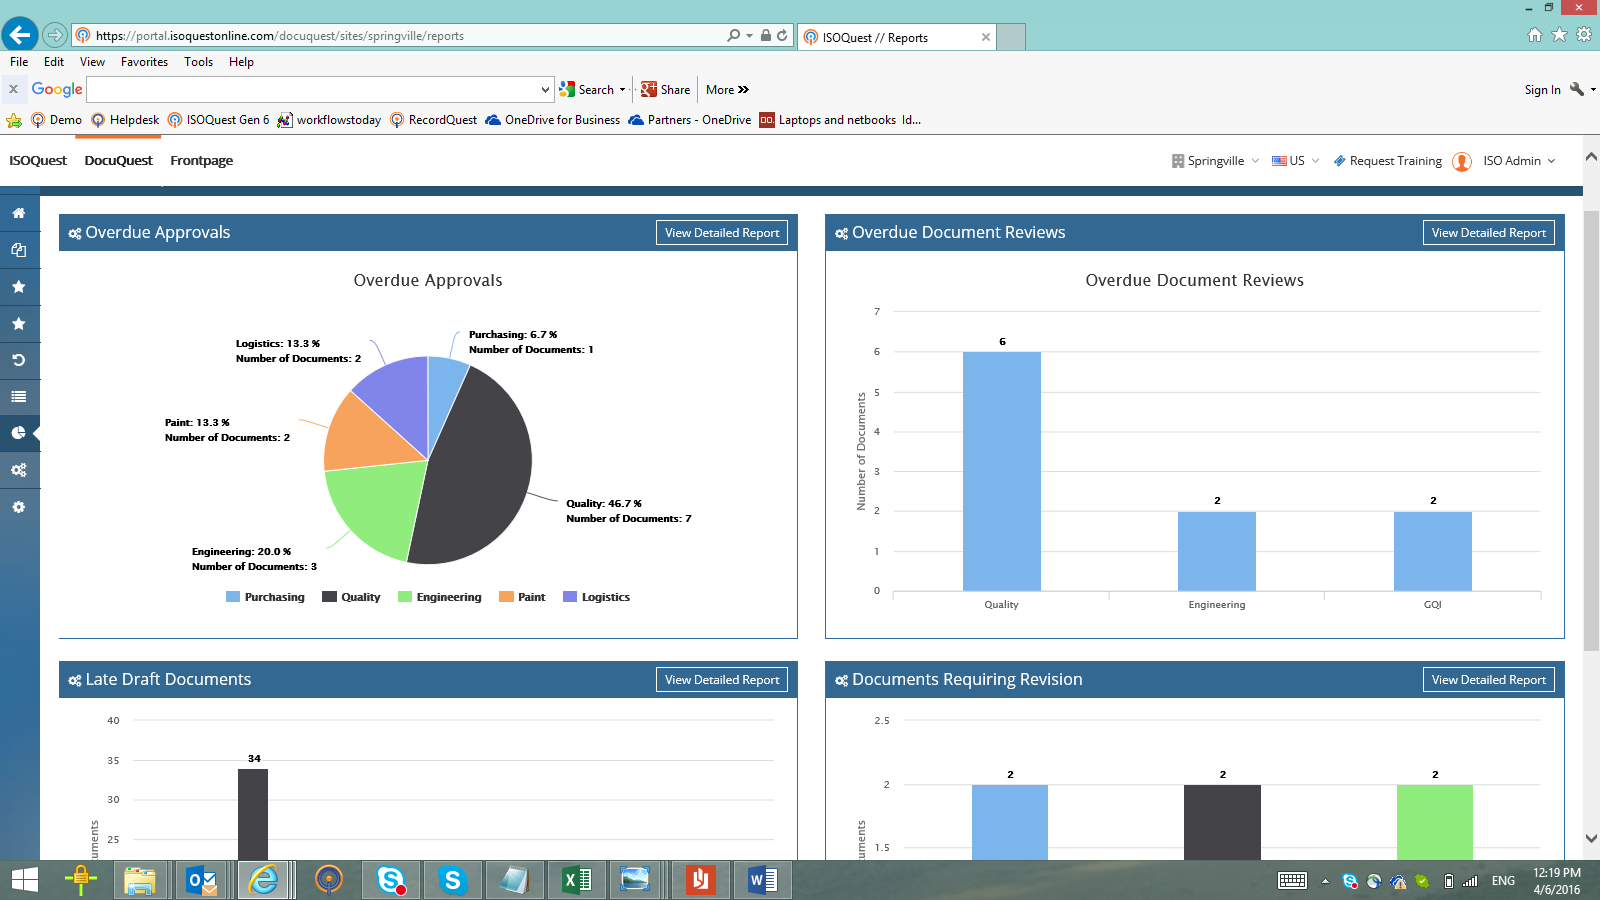 https://portal.isoquestonline.com/docuquest/sites/springville/reports
ISOQuest // Reports
File Edit View Favorites Tools Help
x Google Search Share More »
Sign In
Demo Helpdesk ISOQuest Gen 6 workflowstoday RecordQuest OneDrive for Business Partners - OneDrive DO. Laptops and netbooks Id...
ISOQuest DocuQuest Frontpage
Springville US Request Training ISO Admin
Overdue Approvals View Detailed Report
Overdue Approvals
Purchasing: 6.7 %
Number of Documents: 1
Logistics: 13.3 %
Number of Documents: 2
Paint: 13.3 %
Number of Documents: 2
Quality: 46.7 %
Number of Documents: 7
Engineering: 20.0 %
Number of Documents: 3
Purchasing Quality Engineering Paint Logistics
Overdue Document Reviews View Detailed Report
Overdue Document Reviews
Number of Documents
7
6
5
4
3
2
1
0
6
2
2
Quality Engineering GQI
Late Draft Documents View Detailed Report
40
35
30
25
34
Documents Requiring Revision View Detailed Report
2.5
2
1.5
2
2
2
ENG
12:19 PM
4/6/2016